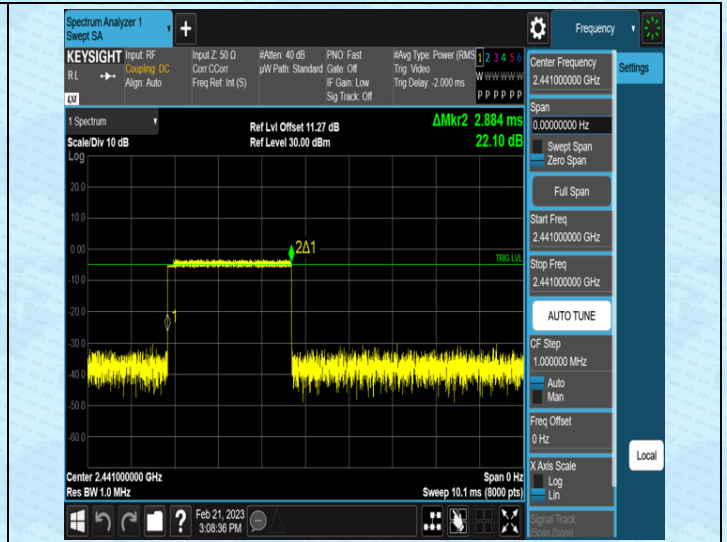 Spectrum Analyzer 1
Swept SA
Frequency
KEYSIGHT
RL
Input: RF
Coupling: DC
Align: Auto
Input Z: 50 Ω
Corr CCorr
Freq Ref: Int (S)
#Atten: 40 dB
µW Path: Standard
PNO: Fast
Gate: Off
IF Gain: Low
Sig Track: Off
#Avg Type: Power (RMS
Trig: Video
Trig Delay: -2.000 ms
1 2 3 4 5 6
W W W W W W
P P P P P P
LM
1 Spectrum
Scale/Div 10 dB
Log
Ref Lvl Offset 11.27 dB
Ref Level 30.00 dBm
ΔMkr2 2.884 ms
22.10 dB
20.0
10.0
0.00
-10.0
-20.0
-30.0
-40.0
-50.0
-60.0
2Δ1
TRIG LVL
1
Center 2.441000000 GHz
Res BW 1.0 MHz
Span 0 Hz
Sweep 10.1 ms (8000 pts)
Feb 21, 2023
3:08:36 PM
Center Frequency
2.441000000 GHz
Settings
Span
0.00000000 Hz
Swept Span
Zero Span
Full Span
Start Freq
2.441000000 GHz
Stop Freq
2.441000000 GHz
AUTO TUNE
CF Step
1.000000 MHz
Auto
Man
Freq Offset
0 Hz
X Axis Scale
Log
Lin
Local
Signal Track
(Span Zoom)